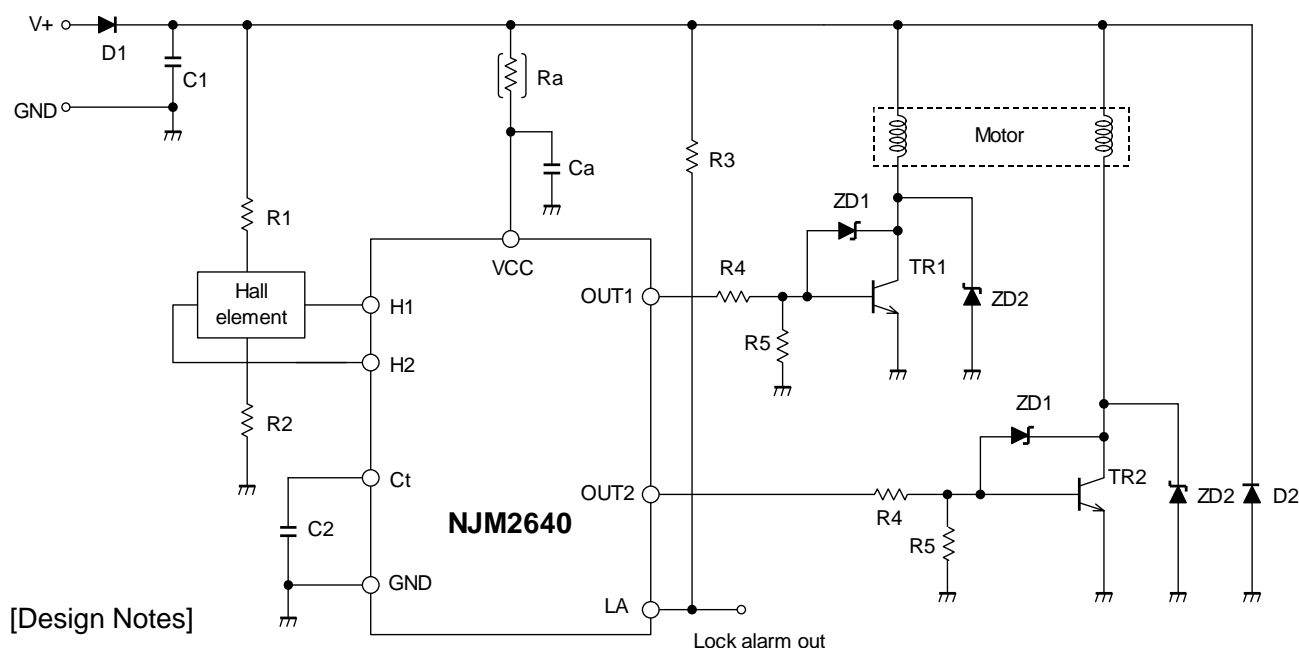 V+
D1
C1
GND
Ra
Ca
R3
Motor
R1
ZD1
VCC
TR1
R4
OUT1
ZD2
Hall
element
H1
R5
H2
ZD1
R2
TR2
Ct
OUT2
ZD2
D2
R4
C2
NJM2640
R5
GND
LA
[Design Notes]
Lock alarm out